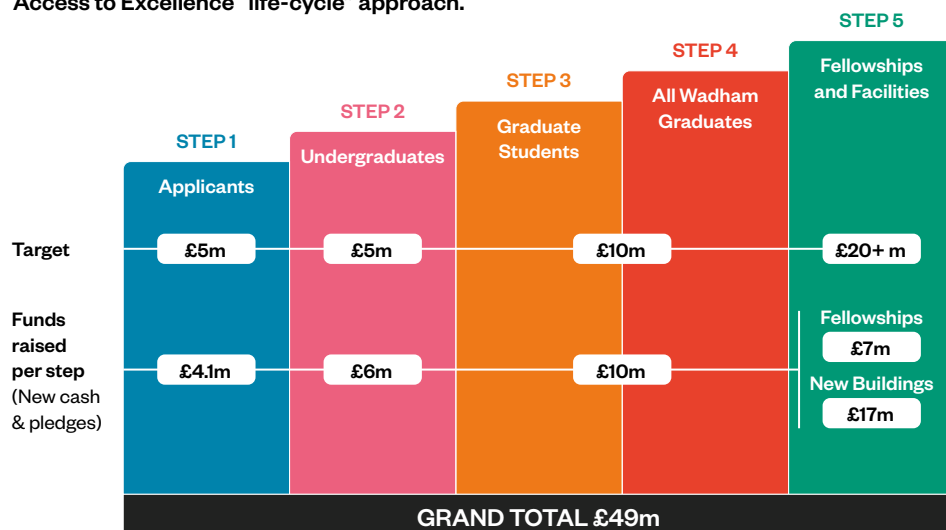 Access to Excellence "life-cycle" approach.
STEP 1
Applicants
STEP 2
Undergraduates
STEP 3
Graduate
Students
STEP 4
All Wadham
Graduates
STEP 5
Fellowships
and Facilities
Target
£5m
£5m
£10m
£20+ m
Funds
raised
per step
(New cash
& pledges)
£4.1m
£6m
£10m
Fellowships
£7m
New Buildings
£17m
GRAND TOTAL £49m